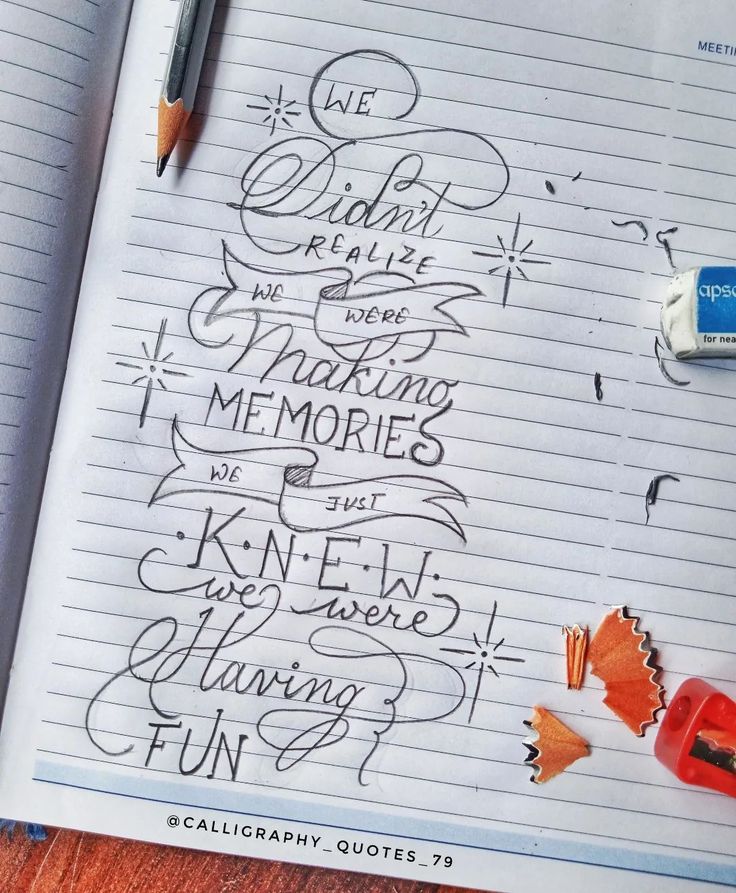 MEETI
WE
Didn't
REALIZE
WE WERE
Making
MEMORIES
WE JUST
K·N·E·W
we were
Having
FUN
apsa
for nea
@CALLIGRAPHY_QUOTES_79